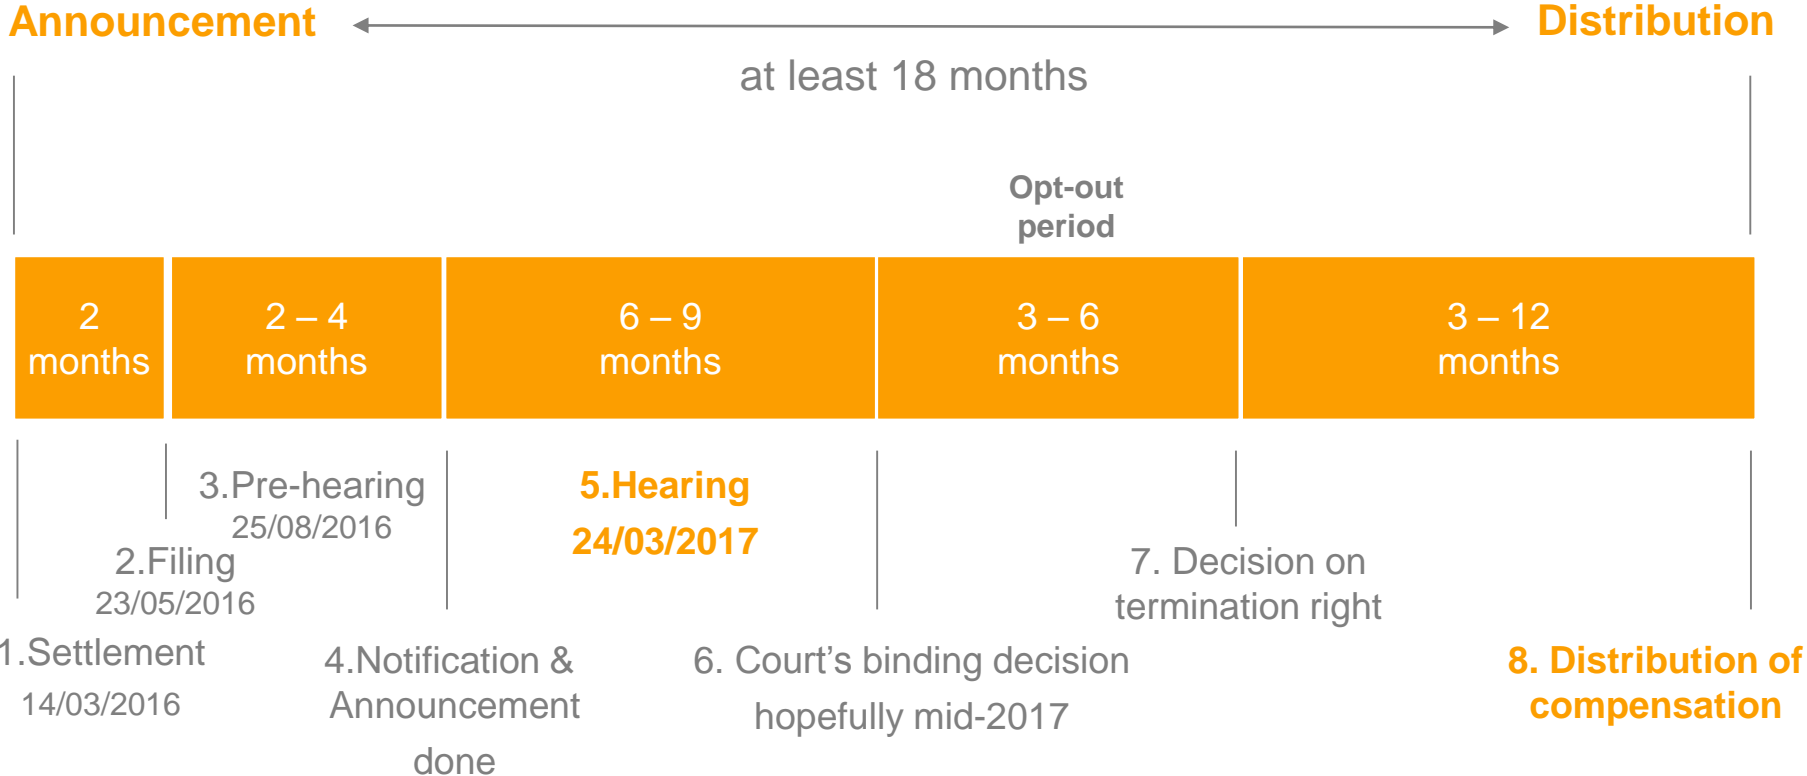 Announcement
Distribution
at least 18 months
Opt-out
period
2
months
2 – 4
months
6 – 9
months
3 – 6
months
3 – 12
months
3.Pre-hearing
25/08/2016
5.Hearing
24/03/2017
2.Filing
23/05/2016
7. Decision on
termination right
1.Settlement
14/03/2016
4.Notification &
Announcement
done
6. Court's binding decision
hopefully mid-2017
8. Distribution of
compensation